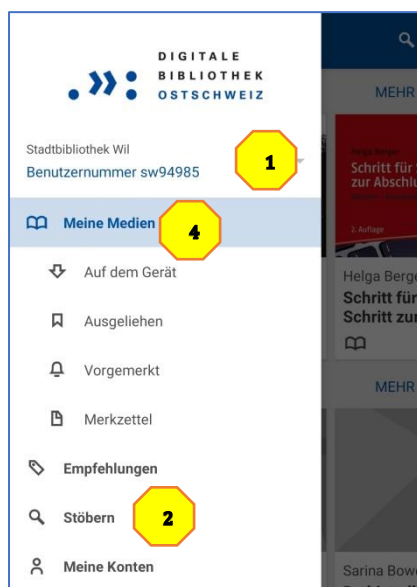 DIGITALE
BIBLIOTHEK
OSTSCHWEIZ
Stadtbibliothek Wil
Benutzernummer sw94985
1
Meine Medien
4
Auf dem Gerät
Ausgeliehen
Vorgemerkt
Merkzettel
Empfehlungen
Stöbern
2
Meine Konten
MEHR
Helga Berger
Schritt für S
zur Abschlu
2. Auflage
Helga Berge
Schritt für
Schritt zur
MEHR
Sarina Bow